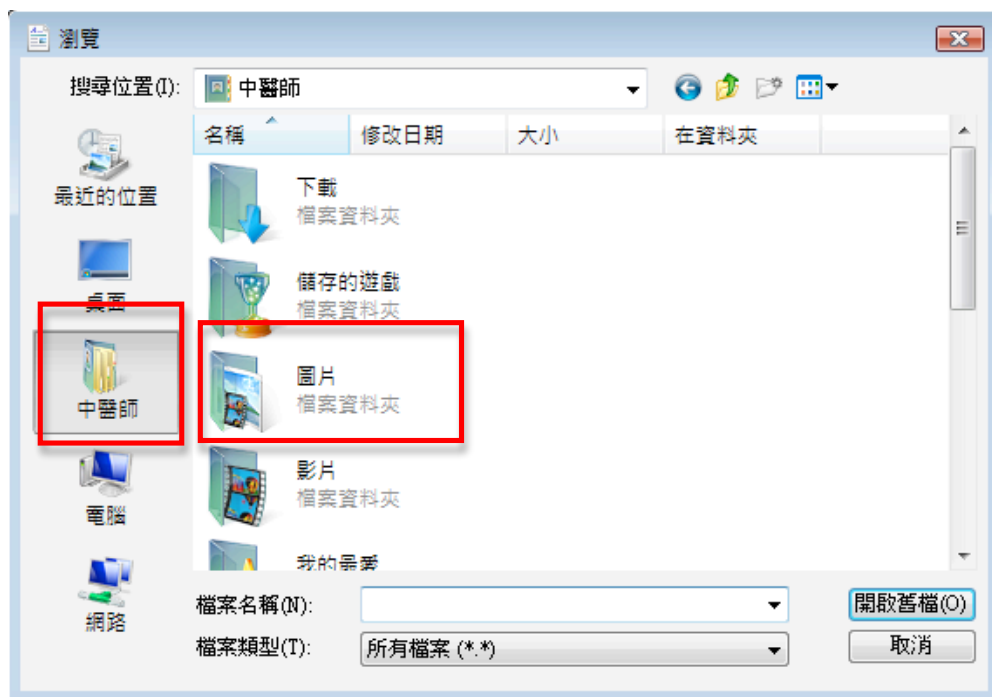 瀏覽
搜尋位置(I):
中醫師
名稱
修改日期
大小
在資料夾
最近的位置
桌面
中醫師
電腦
網路
下載
檔案資料夾
儲存的遊戲
檔案資料夾
圖片
檔案資料夾
影片
檔案資料夾
我的最愛
檔案名稱(N):
開啟舊檔(O)
檔案類型(T):
所有檔案 (*.*)
取消